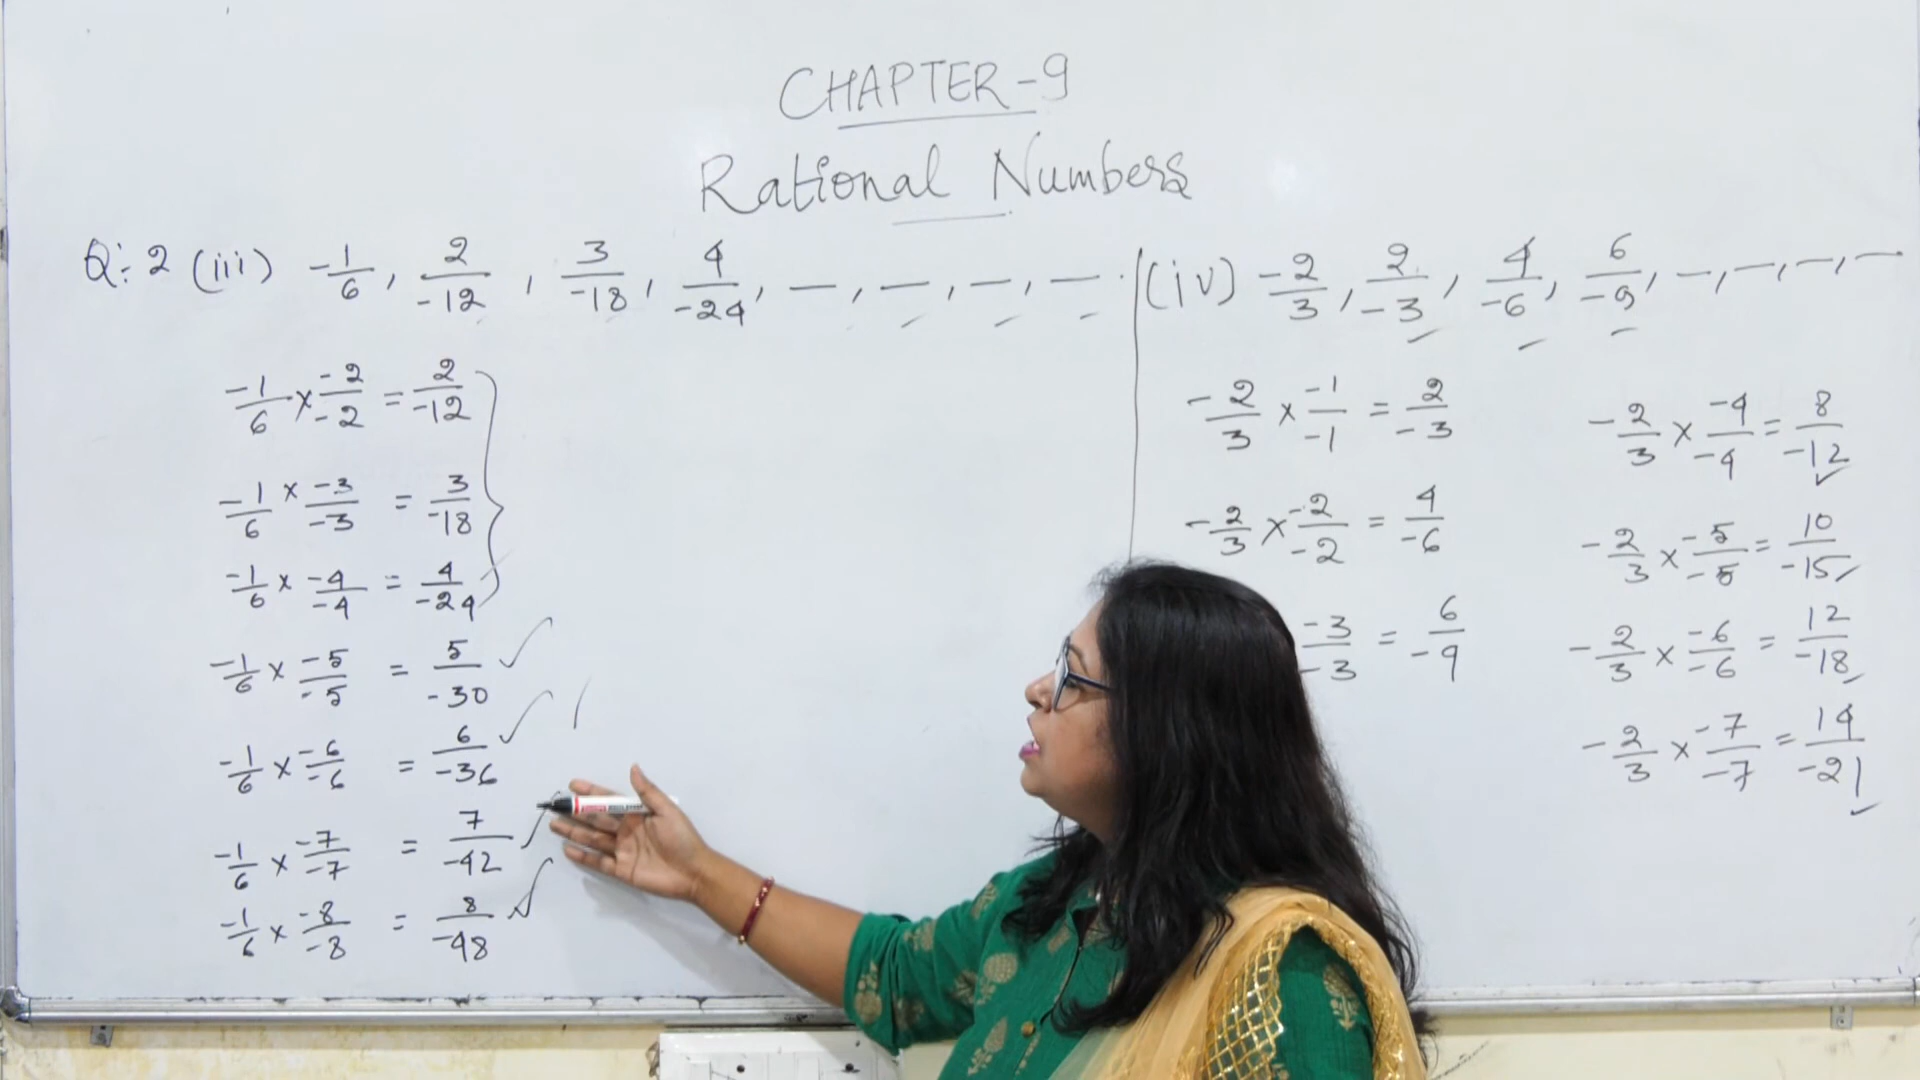 CHAPTER-9
Rational Numbers
Q:2 (iii) -1/6, 2/-12, 3/-18, 4/-24, —, —, —, —
-1/6 × -2/-2 = 2/-12
-1/6 × -3/-3 = 3/-18
-1/6 × -4/-4 = 4/-24
-1/6 × -5/-5 = 5/-30
-1/6 × -6/-6 = 6/-36
-1/6 × -7/-7 = 7/-42
-1/6 × -8/-8 = 8/-48
(iv) -2/3, 2/-3, 4/-6, 6/-9, —, —, —, —
-2/3 × -1/-1 = 2/-3
-2/3 × -2/-2 = 4/-6
-3/-3 = 6/-9
-2/3 × -4/-4 = 8/-12
-2/3 × -5/-5 = 10/-15
-2/3 × -6/-6 = 12/-18
-2/3 × -7/-7 = 14/-21